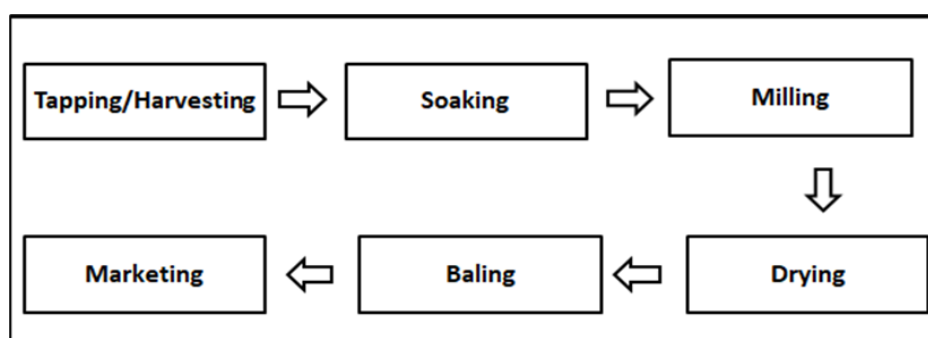 Tapping/Harvesting
Soaking
Milling
Drying
Baling
Marketing